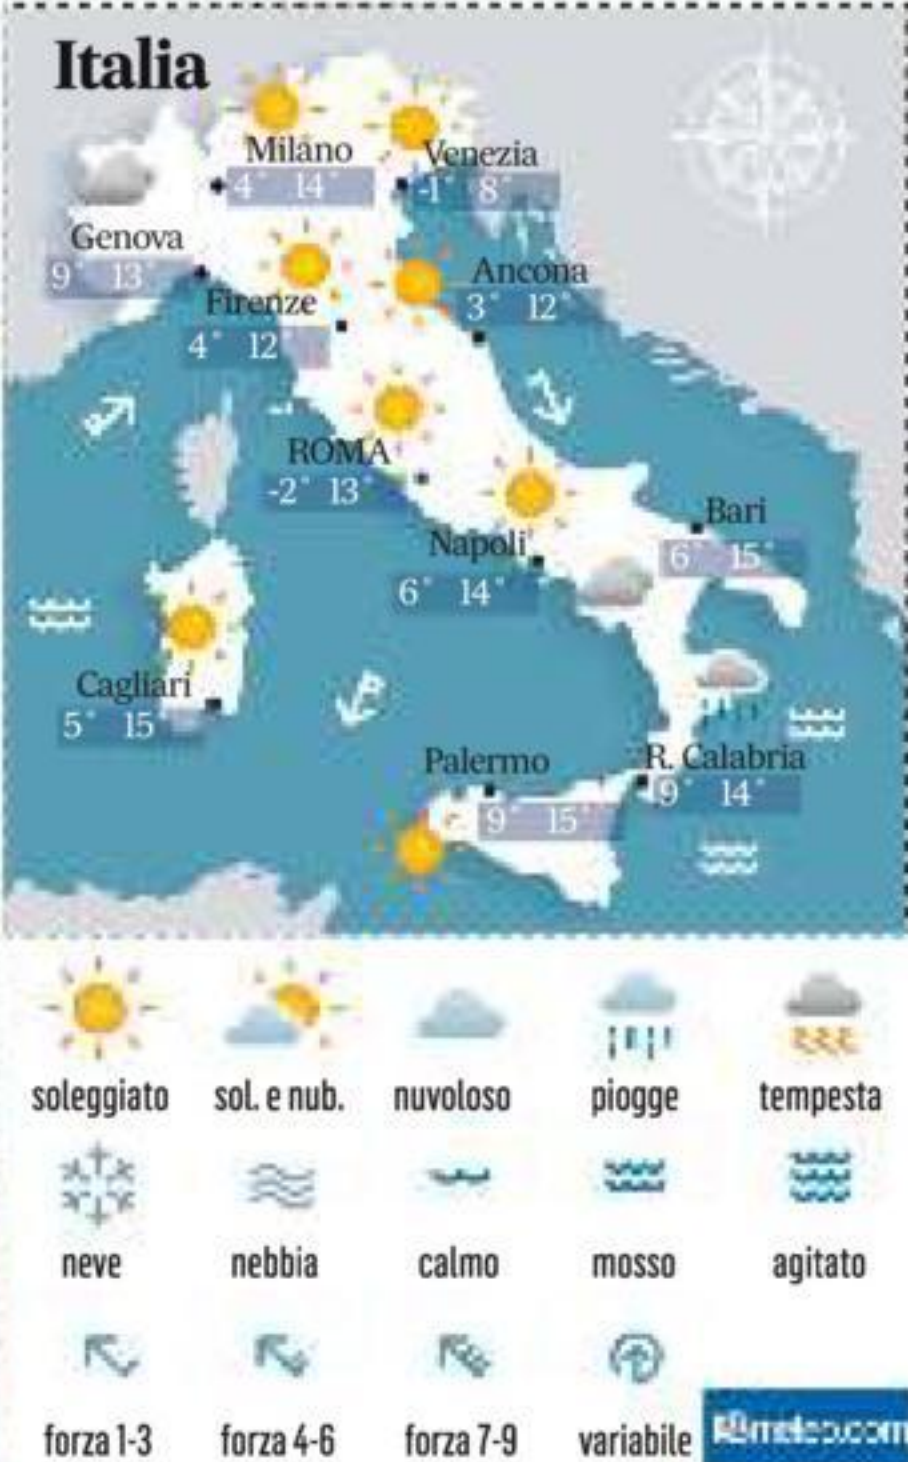 Italia
Milano
4° 14°
Venezia
-1° 8°
Genova
9° 13°
Firenze
4° 12
Ancona
3° 12°
ROMA
-2° 13°
Napoli
6° 14°
Bari
6° 15°
Cagliari
5° 15°
Palermo
9° 15°
R. Calabria
9° 14°
soleggiato
sol. e nub.
nuvoloso
piogge
tempesta
neve
nebbia
calmo
mosso
agitato
forza 1-3
forza 4-6
forza 7-9
variabile